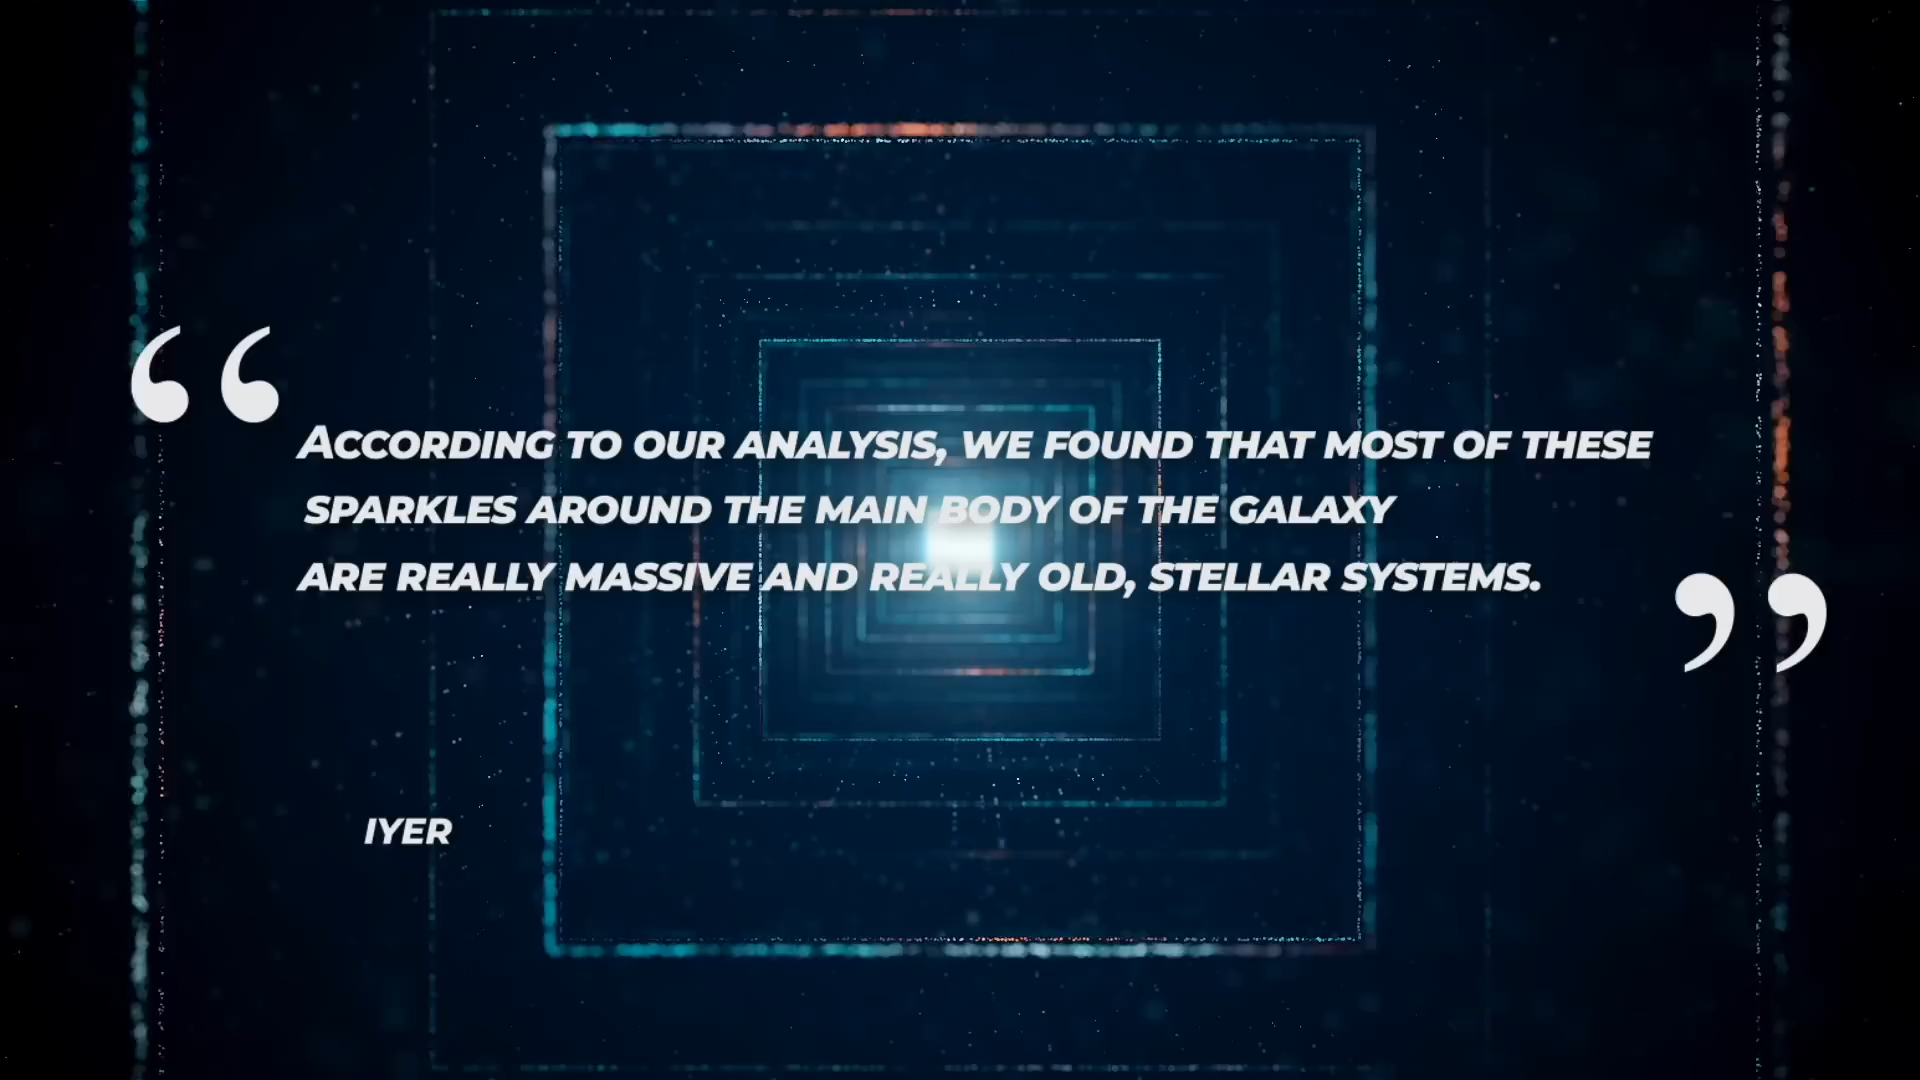 “ACCORDING TO OUR ANALYSIS, WE FOUND THAT MOST OF THESE
SPARKLES AROUND THE MAIN BODY OF THE GALAXY
ARE REALLY MASSIVE AND REALLY OLD, STELLAR SYSTEMS.”
IYER